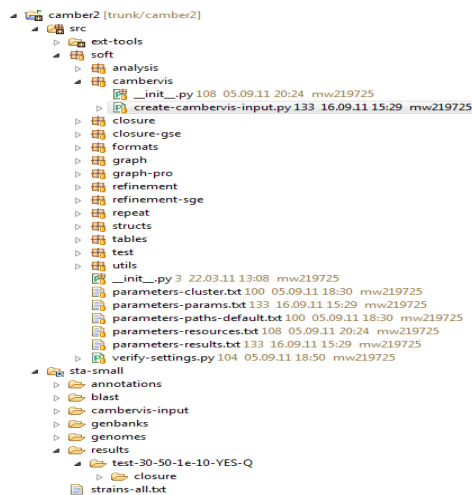 camber2 [trunk/camber2]
src
ext-tools
soft
analysis
cambervis
__init__.py 108 05.09.11 20:24 mw219725
create-cambervis-input.py 133 16.09.11 15:29 mw219725
closure
closure-gse
formats
graph
graph-pro
refinement
refinement-sge
repeat
structs
tables
test
utils
__init__.py 3 22.03.11 13:08 mw219725
parameters-cluster.txt 100 05.09.11 18:30 mw219725
parameters-params.txt 133 16.09.11 15:29 mw219725
parameters-paths-default.txt 100 05.09.11 18:30 mw219725
parameters-resources.txt 108 05.09.11 20:24 mw219725
parameters-results.txt 133 16.09.11 15:29 mw219725
verify-settings.py 104 05.09.11 18:50 mw219725
sta-small
annotations
blast
cambervis-input
genbanks
genomes
results
test-30-50-1e-10-YES-Q
closure
strains-all.txt